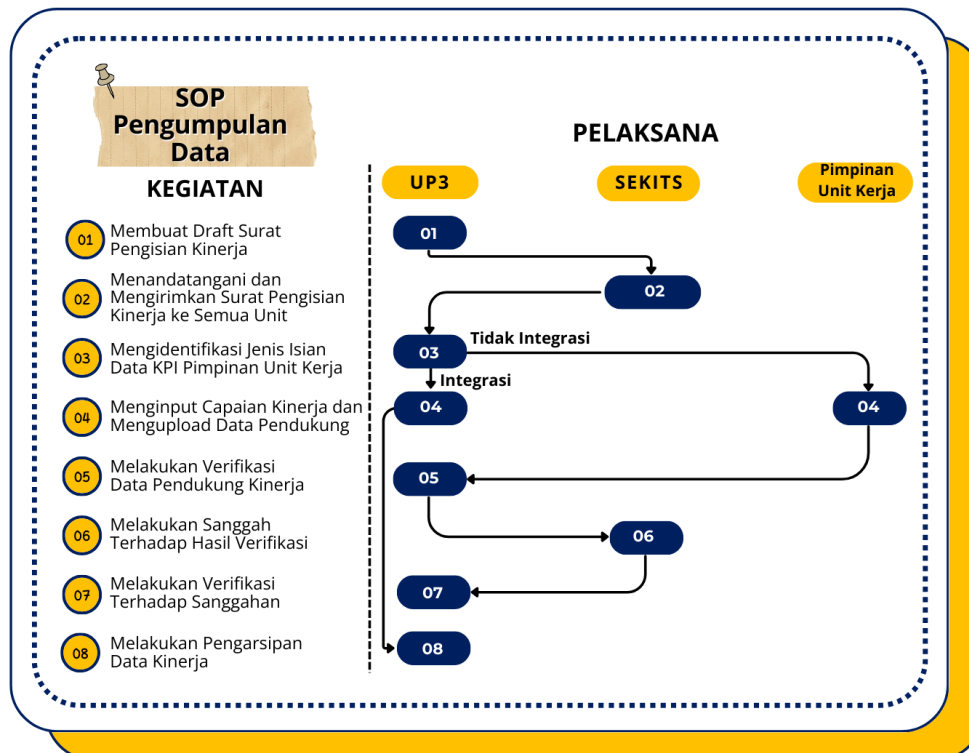 SOP
Pengumpulan
Data
PELAKSANA
KEGIATAN
UP3
SEKITS
Pimpinan
Unit Kerja
01
Membuat Draft Surat
Pengisian Kinerja
02
Menandatangani dan
Mengirimkan Surat Pengisian
Kinerja ke Semua Unit
03
Mengidentifikasi Jenis Isian
Data KPI Pimpinan Unit Kerja
04
Menginput Capaian Kinerja dan
Mengupload Data Pendukung
05
Melakukan Verifikasi
Data Pendukung Kinerja
06
Melakukan Sanggah
Terhadap Hasil Verifikasi
07
Melakukan Verifikasi
Terhadap Sanggahan
08
Melakukan Pengarsipan
Data Kinerja
01
02
03
Tidak Integrasi
Integrasi
04
04
05
06
07
08